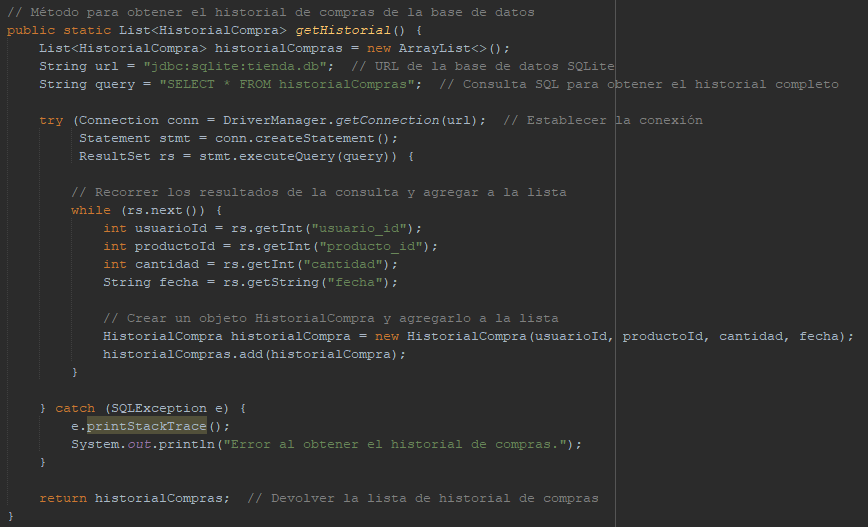 // Método para obtener el historial de compras de la base de datos
public static List<HistorialCompra> getHistorial() {
    List<HistorialCompra> historialCompras = new ArrayList<>();
    String url = "jdbc:sqlite:tienda.db";  // URL de la base de datos SQLite
    String query = "SELECT * FROM historialCompras";  // Consulta SQL para obtener el historial completo

    try (Connection conn = DriverManager.getConnection(url);  // Establecer la conexión
         Statement stmt = conn.createStatement();
         ResultSet rs = stmt.executeQuery(query)) {

        // Recorrer los resultados de la consulta y agregar a la lista
        while (rs.next()) {
            int usuarioId = rs.getInt("usuario_id");
            int productoId = rs.getInt("producto_id");
            int cantidad = rs.getInt("cantidad");
            String fecha = rs.getString("fecha");

            // Crear un objeto HistorialCompra y agregarlo a la lista
            HistorialCompra historialCompra = new HistorialCompra(usuarioId, productoId, cantidad, fecha);
            historialCompras.add(historialCompra);
        }

    } catch (SQLException e) {
        e.printStackTrace();
        System.out.println("Error al obtener el historial de compras.");
    }

    return historialCompras;  // Devolver la lista de historial de compras
}